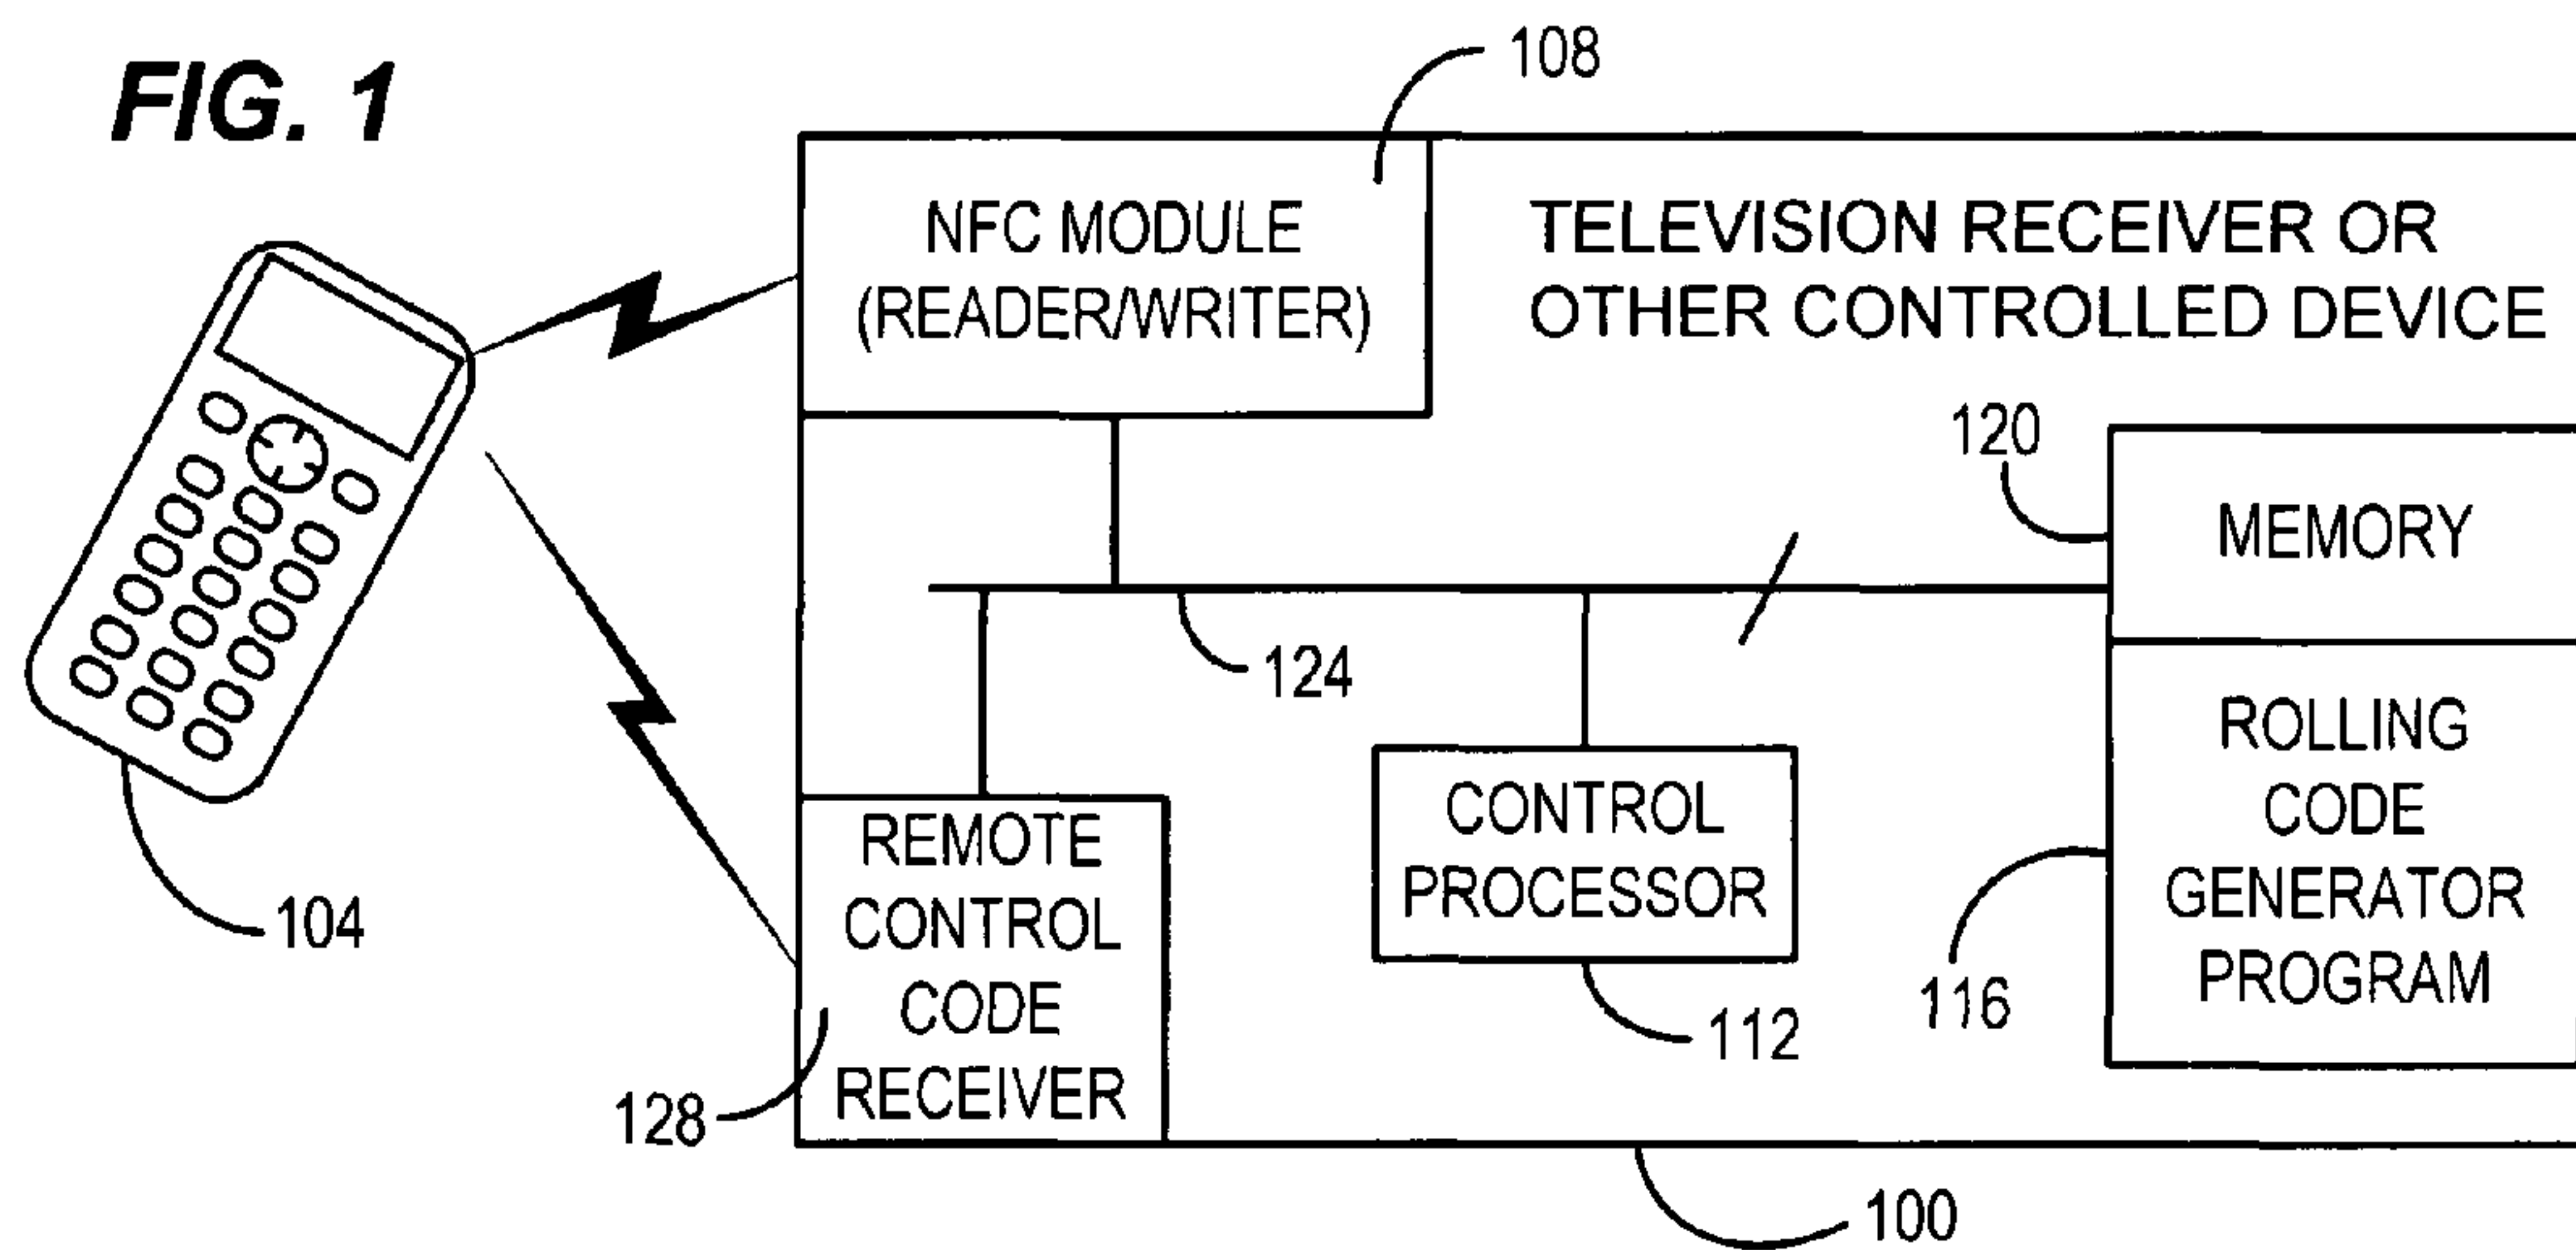 FIG. 1
108
NFC MODULE
(READER/WRITER)
TELEVISION RECEIVER OR
OTHER CONTROLLED DEVICE
120
MEMORY
124
ROLLING
CODE
GENERATOR
PROGRAM
116
CONTROL
PROCESSOR
112
REMOTE
CONTROL
CODE
RECEIVER
128
104
100